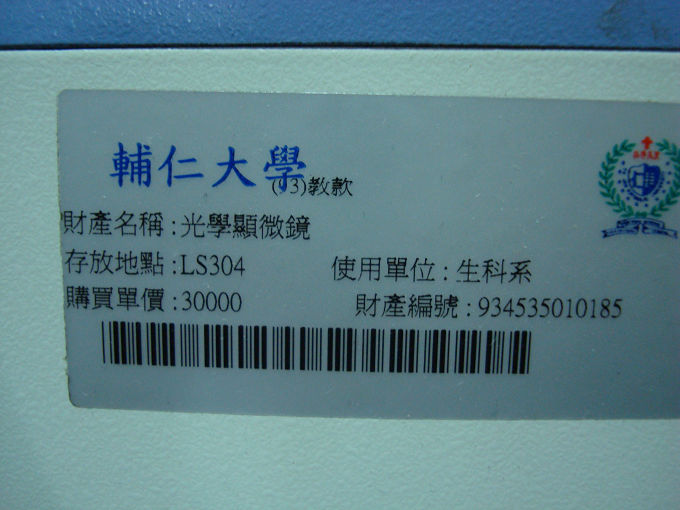 輔仁大學
(93)教款
財產名稱:光學顯微鏡
存放地點:LS304 使用單位:生科系
購買單價:30000 財產編號:934535010185